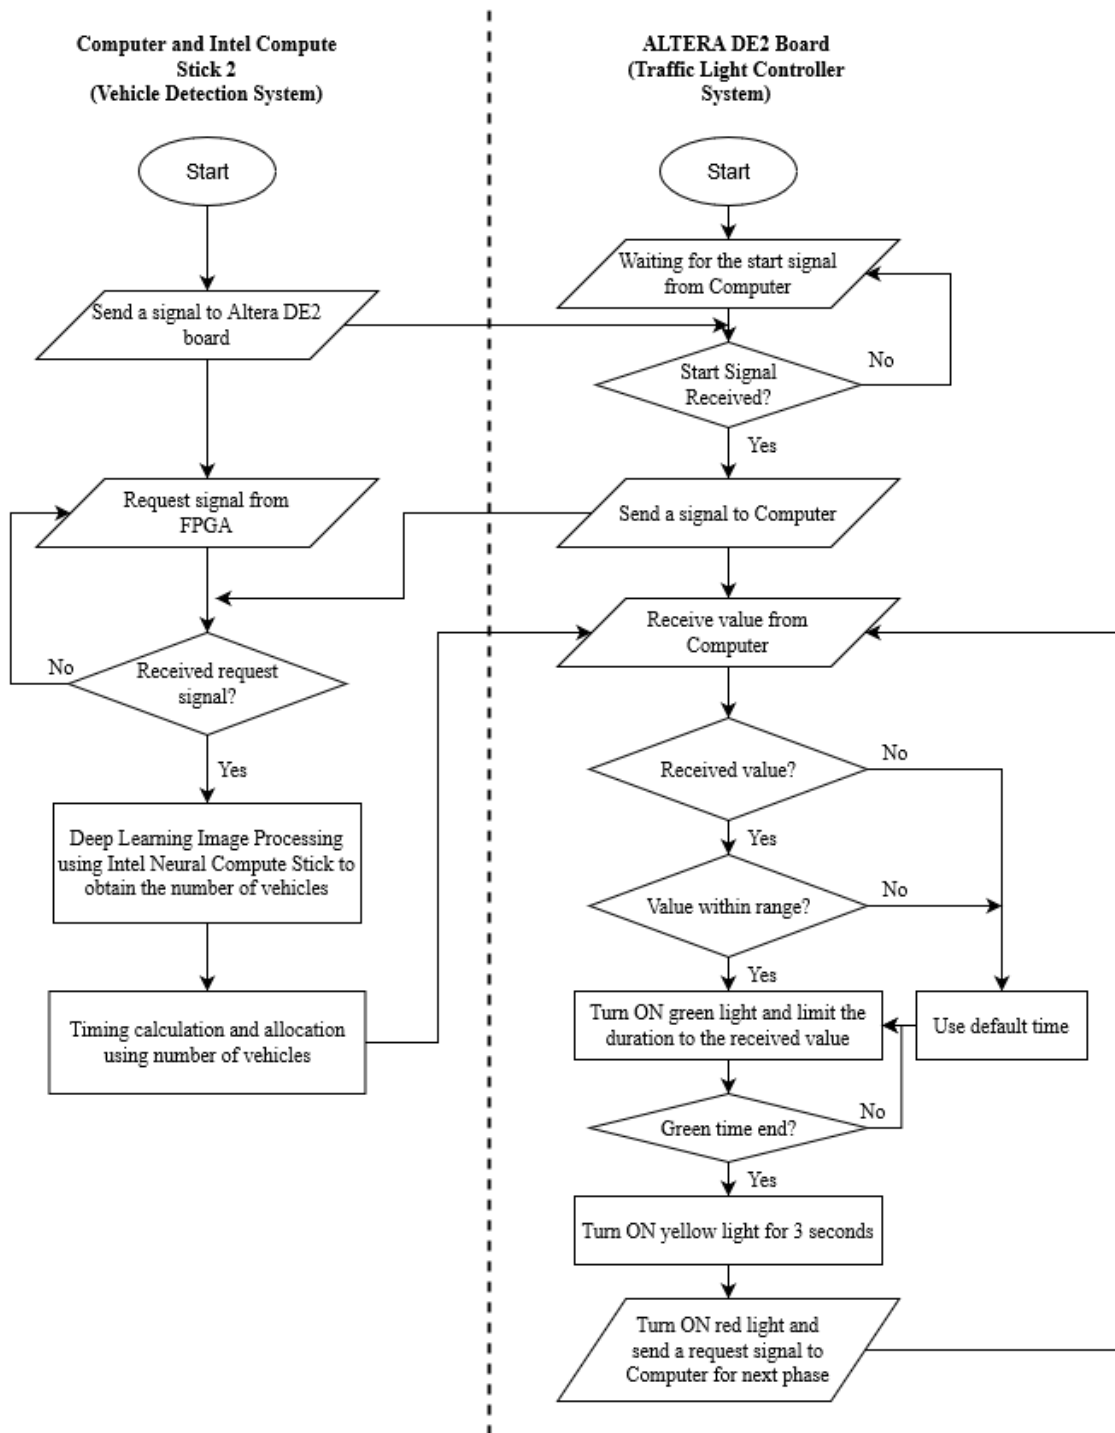 Computer and Intel Compute
Stick 2
(Vehicle Detection System)
Start
Send a signal to Altera DE2
board
Request signal from
FPGA
No
Received request
signal?
Yes
Deep Learning Image Processing
using Intel Neural Compute Stick to
obtain the number of vehicles
Timing calculation and allocation
using number of vehicles
ALTERA DE2 Board
(Traffic Light Controller
System)
Start
Waiting for the start signal
from Computer
No
Start Signal
Received?
Yes
Send a signal to Computer
Receive value from
Computer
No
Received value?
Yes
No
Value within range?
Yes
Turn ON green light and limit the
duration to the received value
Use default time
No
Green time end?
Yes
Turn ON yellow light for 3 seconds
Turn ON red light and
send a request signal to
Computer for next phase